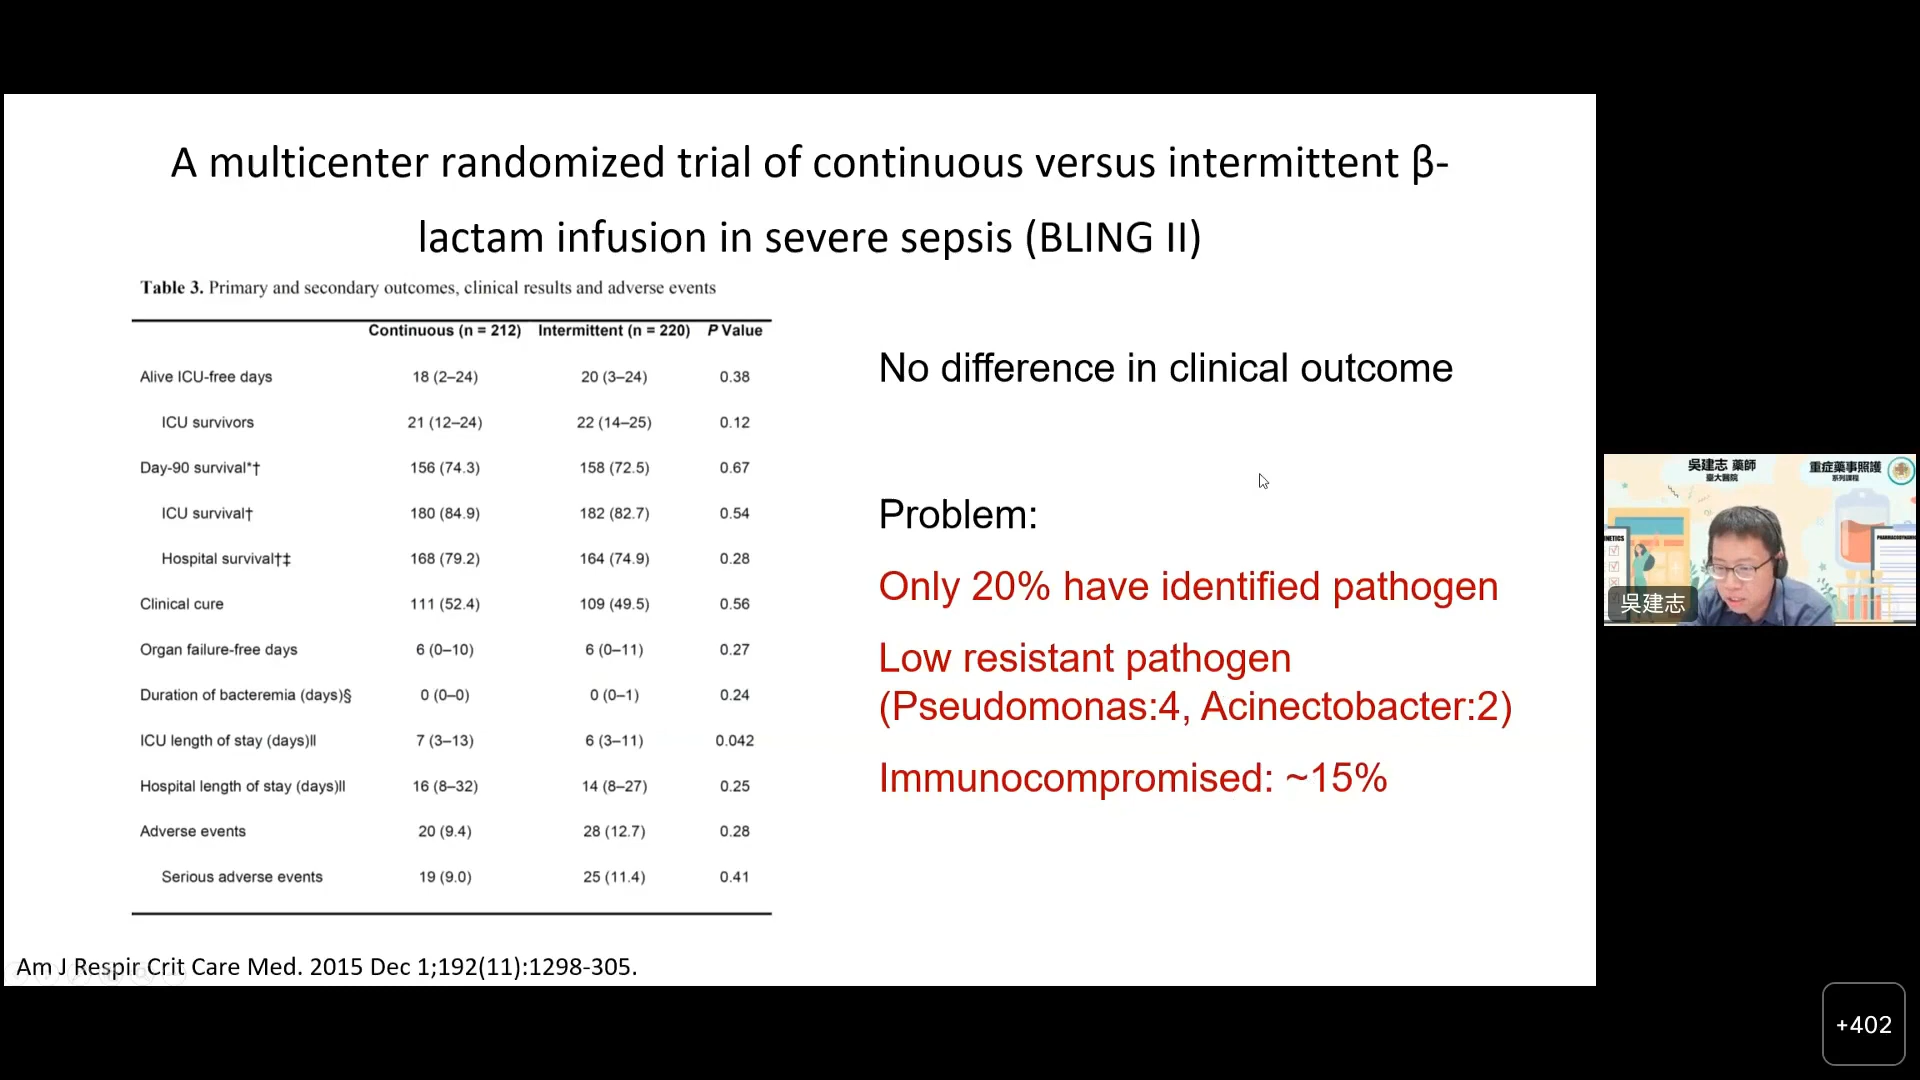 A multicenter randomized trial of continuous versus intermittent β-
lactam infusion in severe sepsis (BLING II)
Table 3. Primary and secondary outcomes, clinical results and adverse events
Continuous (n = 212) Intermittent (n = 220) P Value
Alive ICU-free days 18 (2–24) 20 (3–24) 0.38
ICU survivors 21 (12–24) 22 (14–25) 0.12
Day-90 survival*† 156 (74.3) 158 (72.5) 0.67
ICU survival† 180 (84.9) 182 (82.7) 0.54
Hospital survival†‡ 168 (79.2) 164 (74.9) 0.28
Clinical cure 111 (52.4) 109 (49.5) 0.56
Organ failure-free days 6 (0–10) 6 (0–11) 0.27
Duration of bacteremia (days)§ 0 (0–0) 0 (0–1) 0.24
ICU length of stay (days)ll 7 (3–13) 6 (3–11) 0.042
Hospital length of stay (days)ll 16 (8–32) 14 (8–27) 0.25
Adverse events 20 (9.4) 28 (12.7) 0.28
Serious adverse events 19 (9.0) 25 (11.4) 0.41
No difference in clinical outcome
Problem:
Only 20% have identified pathogen
Low resistant pathogen
(Pseudomonas:4, Acinectobacter:2)
Immunocompromised: ~15%
Am J Respir Crit Care Med. 2015 Dec 1;192(11):1298-305.
吳建志 藥師
臺大醫院
重症藥事照護
系列課程
吳建志
+402